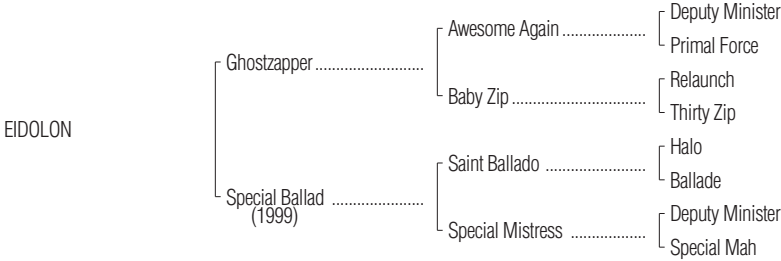 Deputy Minister
Awesome Again ....................
Primal Force
Ghostzapper ..........................
Relaunch
Baby Zip ................................
Thirty Zip
EIDOLON
Halo
Saint Ballado ........................
Ballade
Special Ballad ......................
(1999)
Deputy Minister
Special Mistress ..................
Special Mah